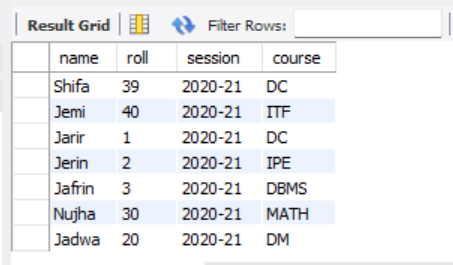 Result Grid Filter Rows:
name roll session course
Shifa 39 2020-21 DC
Jemi 40 2020-21 ITF
Jarir 1 2020-21 DC
Jerin 2 2020-21 IPE
Jafrin 3 2020-21 DBMS
Nujha 30 2020-21 MATH
Jadwa 20 2020-21 DM